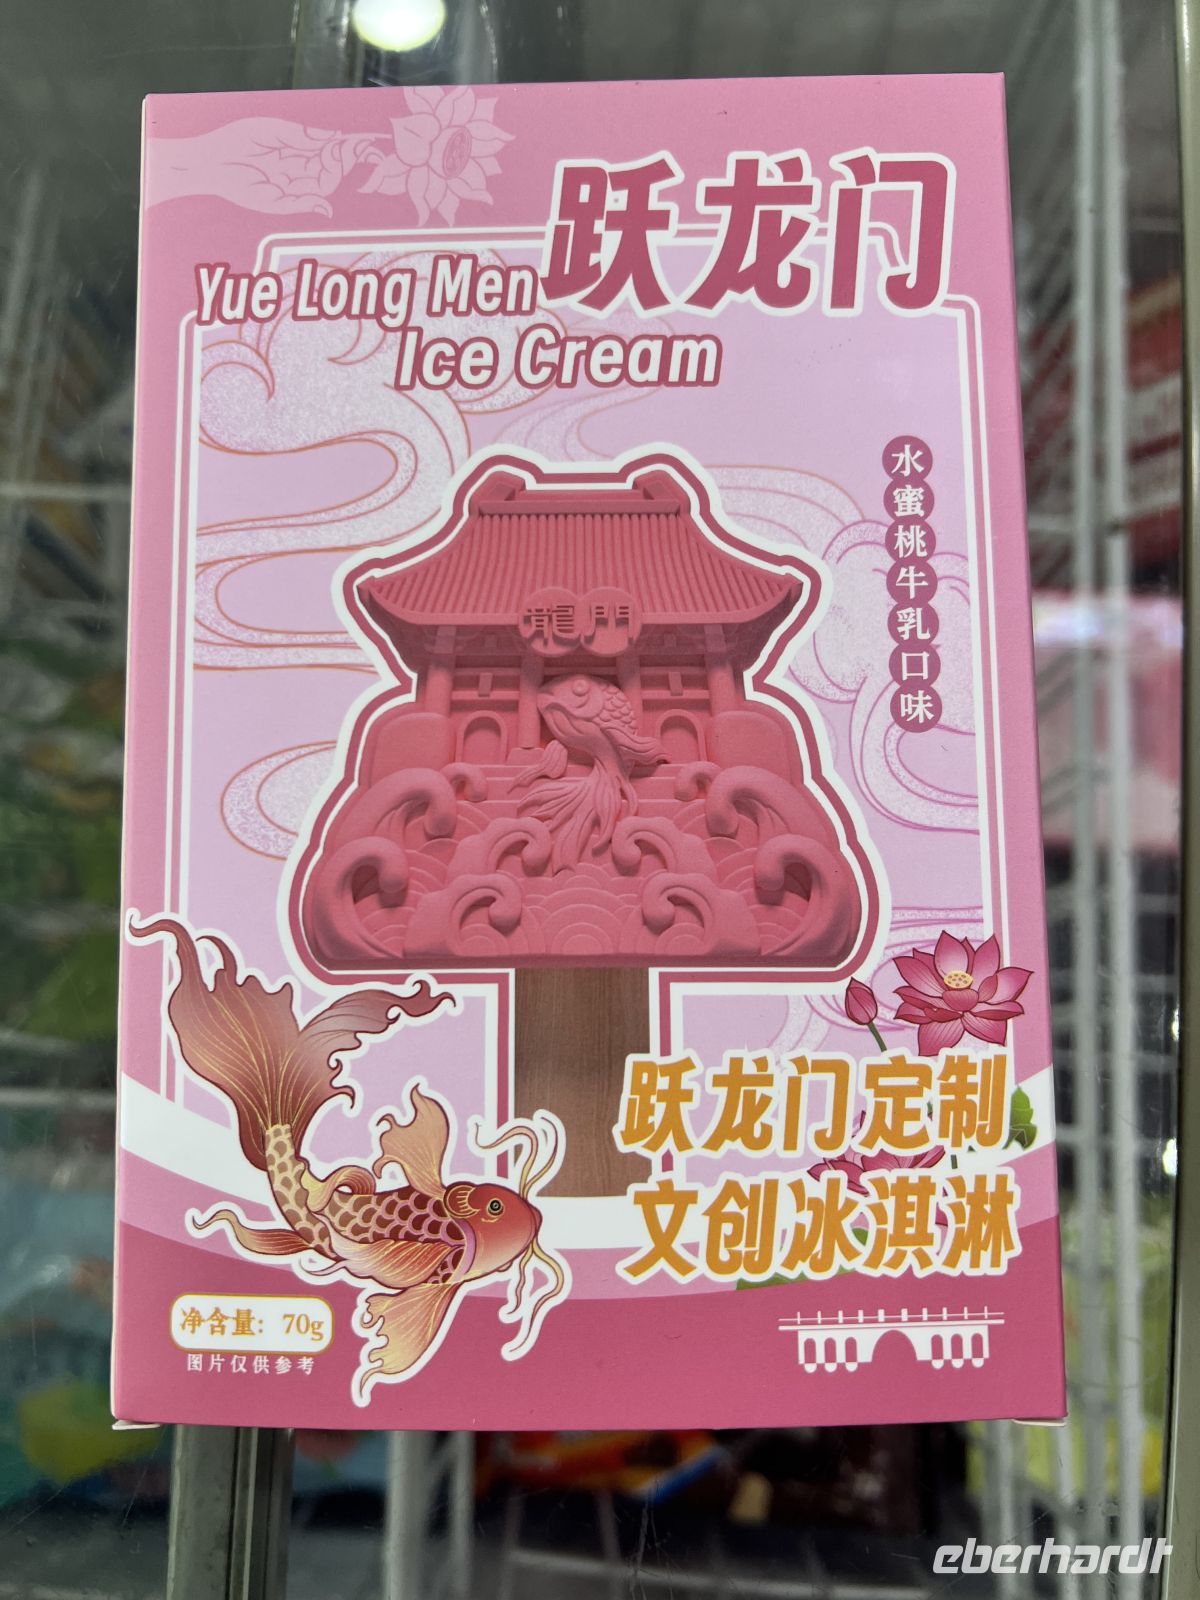 跃龙门
Yue Long Men
Ice Cream
水蜜桃牛乳口味
龍門
跃龙门定制
文创冰淇淋
净含量: 70g
图片仅供参考
eberhardt